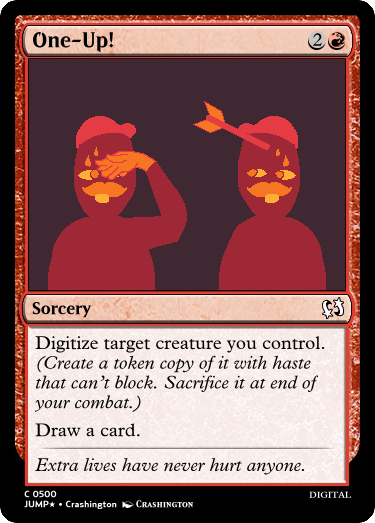 One-Up! 2
Sorcery
Digitize target creature you control.
(Create a token copy of it with haste
that can't block. Sacrifice it at end of
your combat.)
Draw a card.
Extra lives have never hurt anyone.
C 0500 DIGITAL
JUMP★ • Crashington CRASHINGTON